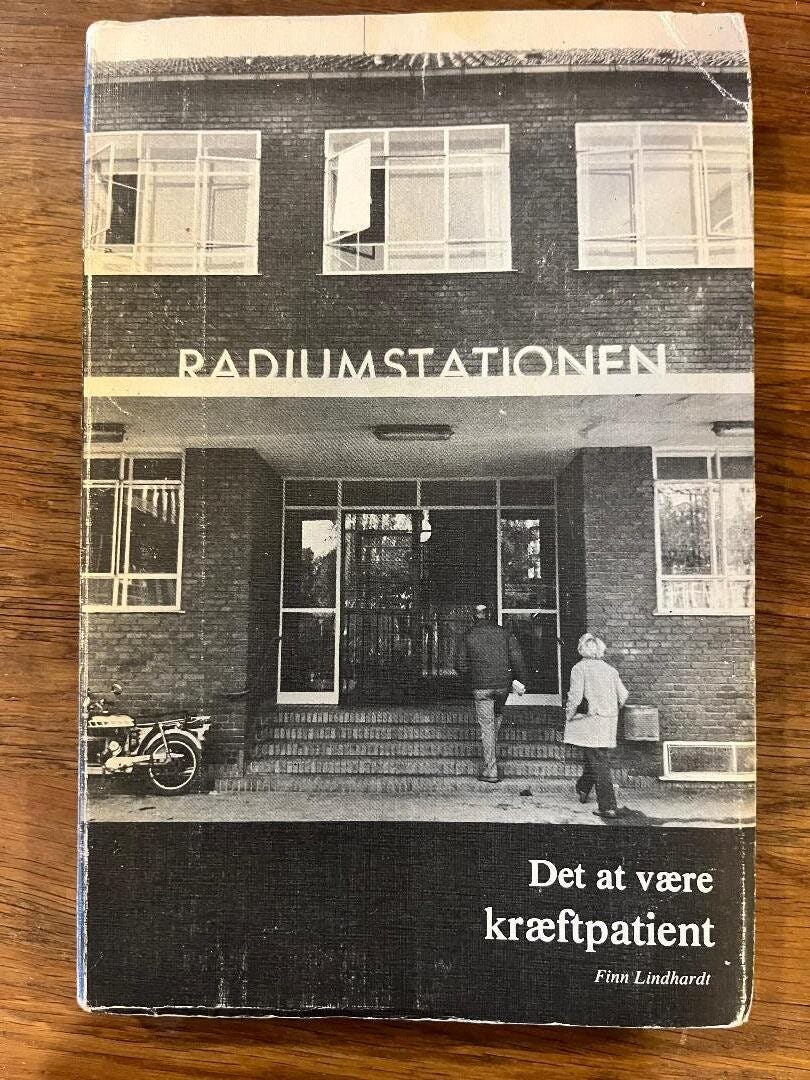 RADIUMSTATIONEN
Det at være
kræftpatient
Finn Lindhardt